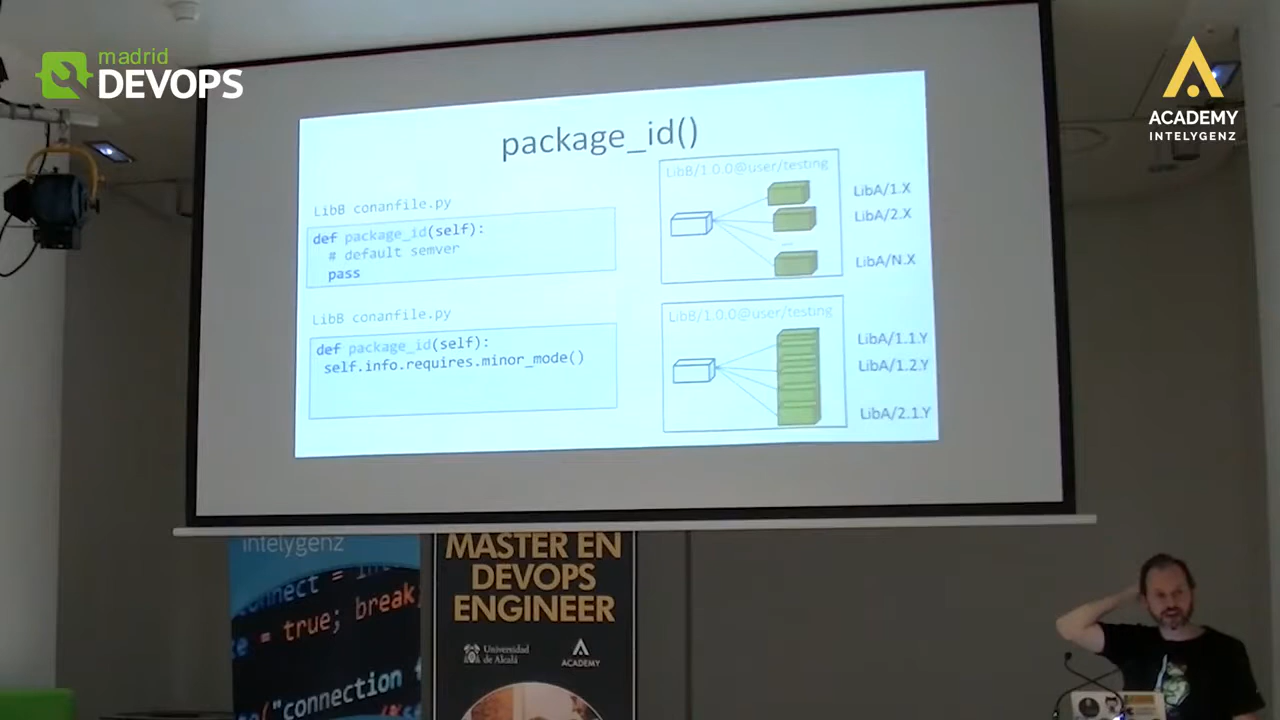 madrid
DEVOPS
ACADEMY
INTELYGENZ
package_id()
LibB conanfile.py
def package_id(self):
# default semver
pass
LibB/1.0.0@user/testing
LibA/1.X
LibA/2.X
...
LibA/N.X
LibB conanfile.py
def package_id(self):
self.info.requires.minor_mode()
LibB/1.0.0@user/testing
LibA/1.1.Y
LibA/1.2.Y
LibA/2.1.Y
intelygenz
= true; break;
("connection
MASTER EN
DEVOPS
ENGINEER
Universidad
de Alcalá
ACADEMY